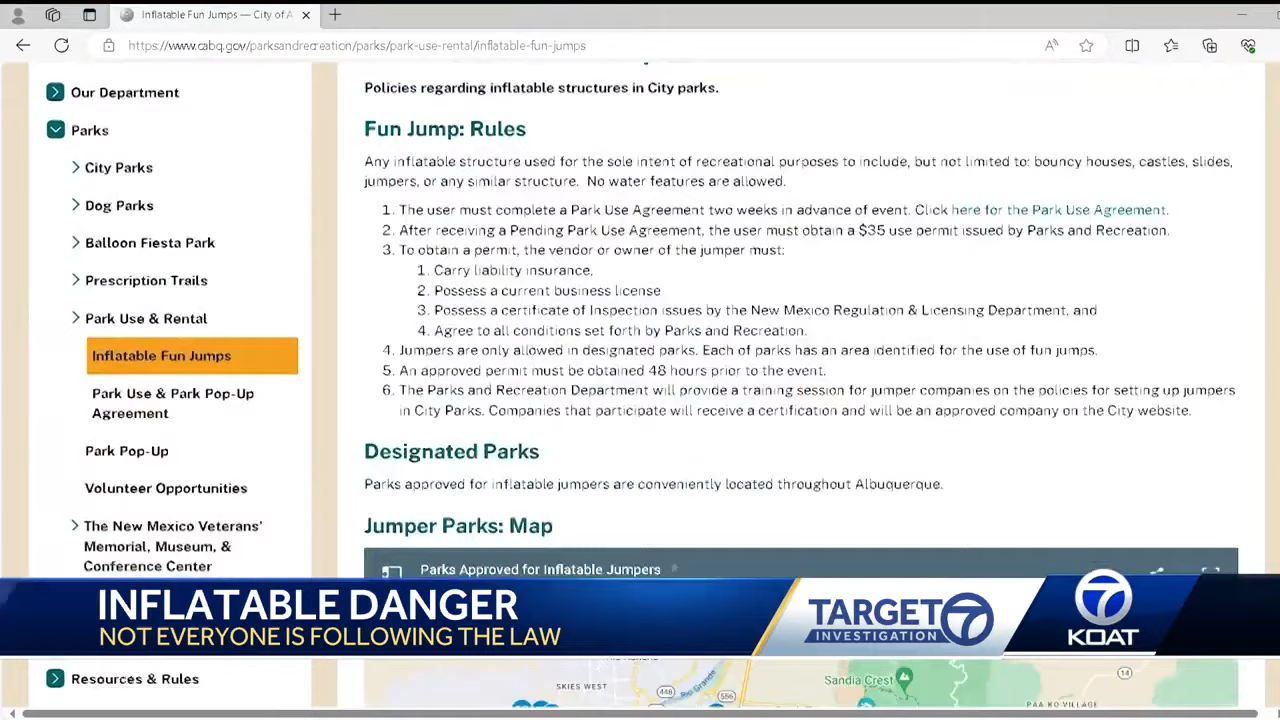 Inflatable Fun Jumps — City of A
https://www.cabq.gov/parksandrecreation/parks/park-use-rental/inflatable-fun-jumps
Our Department
Parks
City Parks
Dog Parks
Balloon Fiesta Park
Prescription Trails
Park Use & Rental
Inflatable Fun Jumps
Park Use & Park Pop-Up
Agreement
Park Pop-Up
Volunteer Opportunities
The New Mexico Veterans'
Memorial, Museum, &
Conference Center
Resources & Rules
Policies regarding inflatable structures in City parks.
Fun Jump: Rules
Any inflatable structure used for the sole intent of recreational purposes to include, but not limited to: bouncy houses, castles, slides,
jumpers, or any similar structure. No water features are allowed.
1. The user must complete a Park Use Agreement two weeks in advance of event. Click here for the Park Use Agreement.
2. After receiving a Pending Park Use Agreement, the user must obtain a $35 use permit issued by Parks and Recreation.
3. To obtain a permit, the vendor or owner of the jumper must:
1. Carry liability insurance,
2. Possess a current business license
3. Possess a certificate of Inspection issues by the New Mexico Regulation & Licensing Department, and
4. Agree to all conditions set forth by Parks and Recreation.
4. Jumpers are only allowed in designated parks. Each of parks has an area identified for the use of fun jumps.
5. An approved permit must be obtained 48 hours prior to the event.
6. The Parks and Recreation Department will provide a training session for jumper companies on the policies for setting up jumpers
in City Parks. Companies that participate will receive a certification and will be an approved company on the City website.
Designated Parks
Parks approved for inflatable jumpers are conveniently located throughout Albuquerque.
Jumper Parks: Map
Parks Approved for Inflatable Jumpers
INFLATABLE DANGER
NOT EVERYONE IS FOLLOWING THE LAW
TARGET 7
INVESTIGATION
7
KOAT
SKIES WEST
448
Rio Grande
556
Sandia Crest
14
PAA-KO VILLAGE